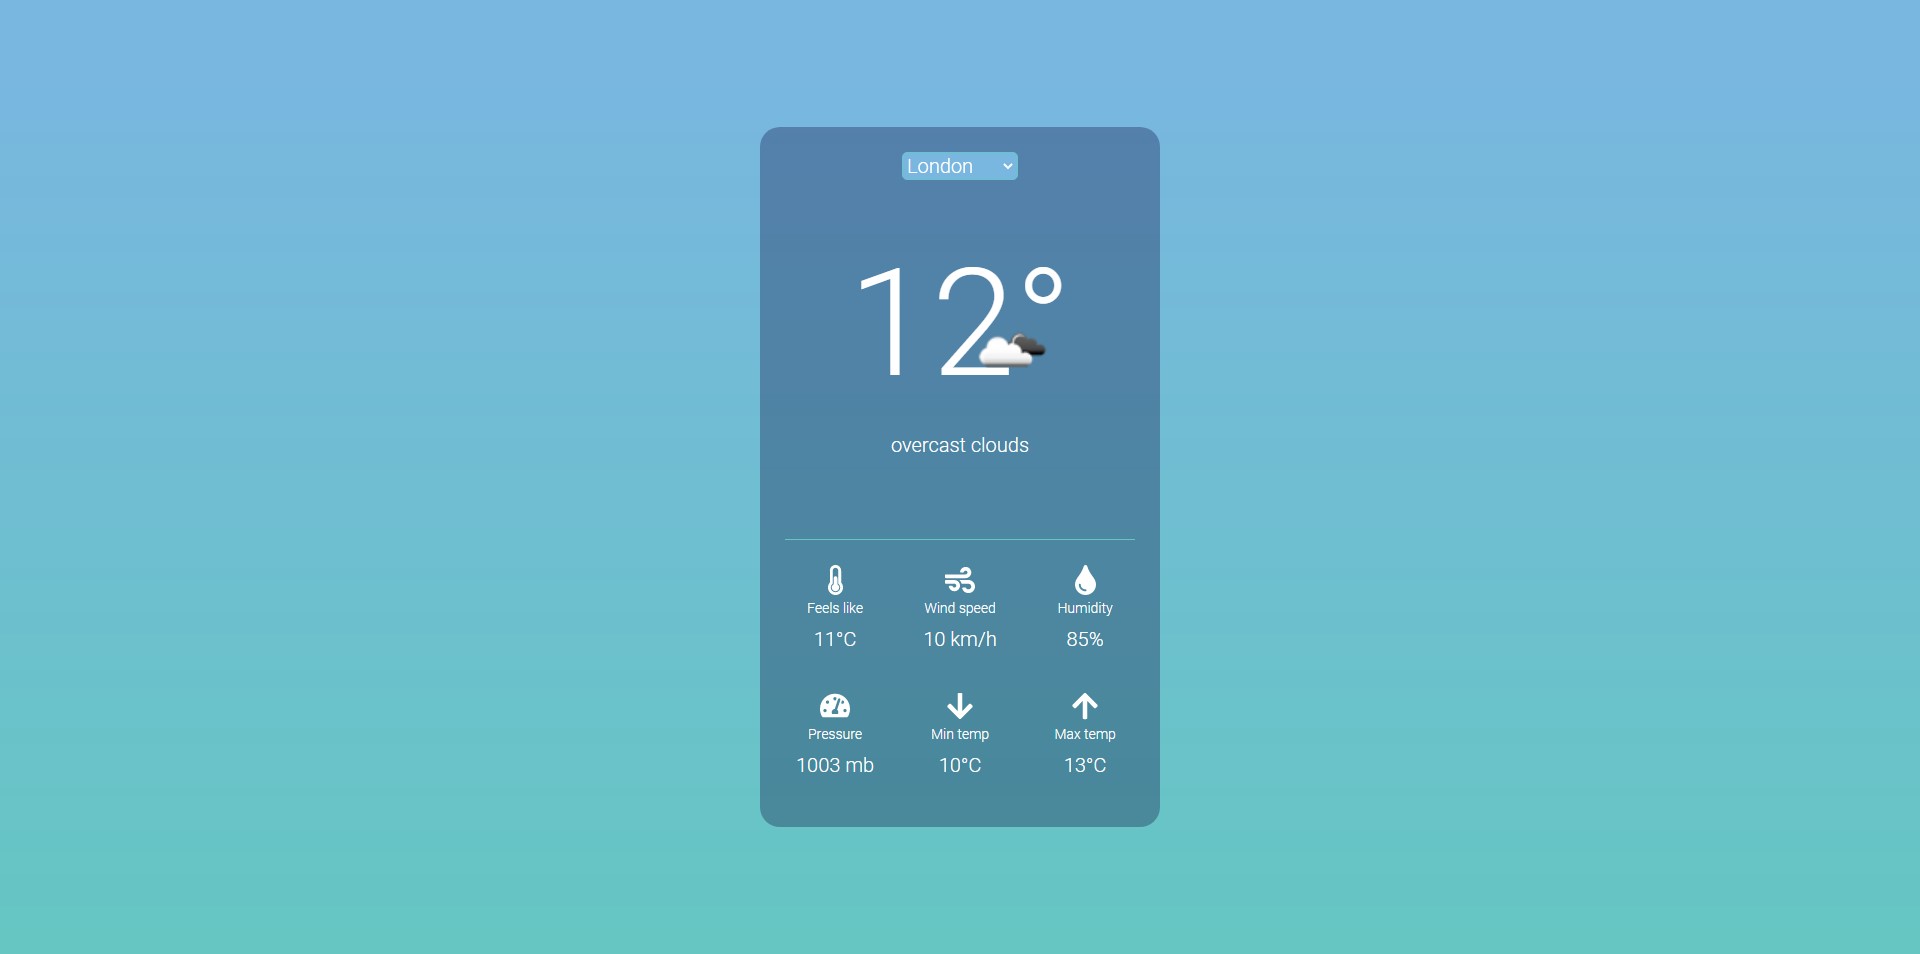 London
12°
overcast clouds
Feels like Wind speed Humidity
11°C 10 km/h 85%
Pressure Min temp Max temp
1003 mb 10°C 13°C